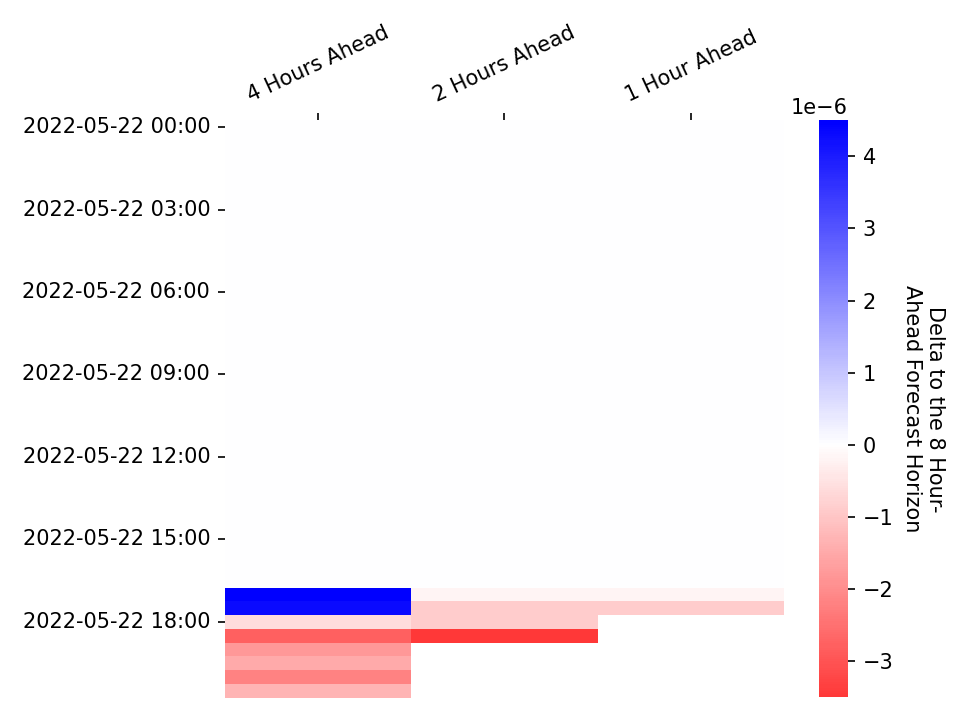 4 Hours Ahead
2 Hours Ahead
1 Hour Ahead
1e−6
2022-05-22 00:00
2022-05-22 03:00
2022-05-22 06:00
2022-05-22 09:00
2022-05-22 12:00
2022-05-22 15:00
2022-05-22 18:00
4
3
2
1
0
−1
−2
−3
Delta to the 8 Hour-
Ahead Forecast Horizon